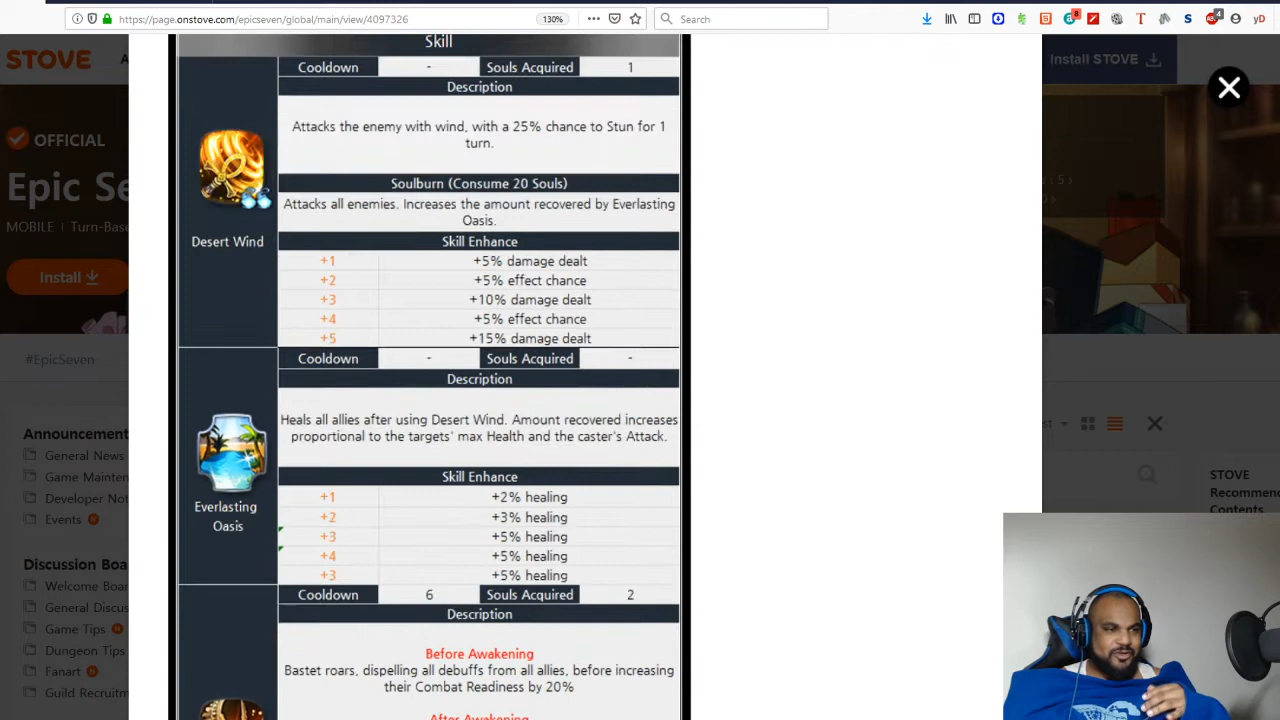 https://page.onstove.com/epicseven/global/main/view/4097326
130%
Search
8
4
yD
STOVE
A
Install STOVE
OFFICIAL
Epic Se
MOBILE | Turn-Base
: 5 >
Install
#EpicSeven
Announcement
General News
Game Mainten
Developer Not
Events N
Discussion Boa
Welcome Boar
General Discus
Game Tips N
Dungeon Tips
Fanart N
Guild Recruitm
STOVE
Recommenc
Contents.
Skill
Cooldown - Souls Acquired 1
Description
Attacks the enemy with wind, with a 25% chance to Stun for 1
turn.
Soulburn (Consume 20 Souls)
Attacks all enemies. Increases the amount recovered by Everlasting
Oasis.
Desert Wind
Skill Enhance
+1 +5% damage dealt
+2 +5% effect chance
+3 +10% damage dealt
+4 +5% effect chance
+5 +15% damage dealt
Cooldown - Souls Acquired -
Description
Heals all allies after using Desert Wind. Amount recovered increases
proportional to the targets' max Health and the caster's Attack.
Everlasting
Oasis
Skill Enhance
+1 +2% healing
+2 +3% healing
+3 +5% healing
+4 +5% healing
+3 +5% healing
Cooldown 6 Souls Acquired 2
Description
Before Awakening
Bastet roars, dispelling all debuffs from all allies, before increasing
their Combat Readiness by 20%
After Awakening